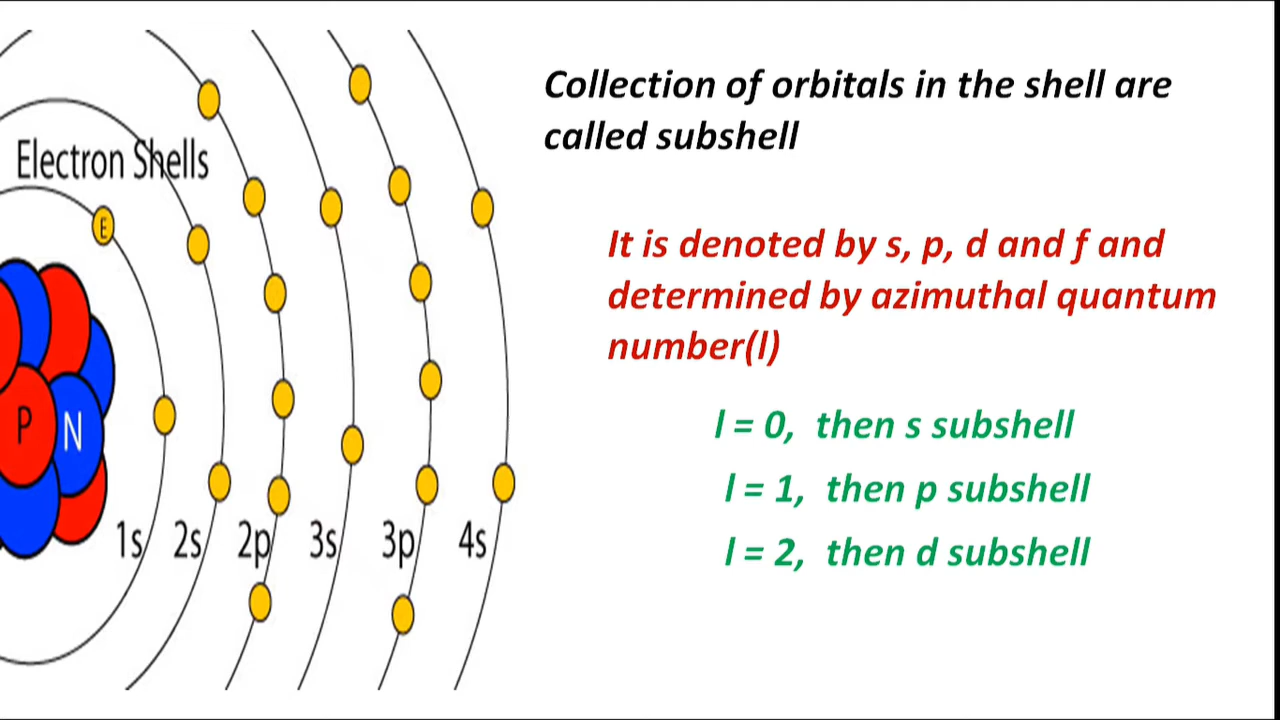 Collection of orbitals in the shell are
called subshell
Electron Shells
E
It is denoted by s, p, d and f and
determined by azimuthal quantum
number(l)
P
N
l = 0, then s subshell
l = 1, then p subshell
l = 2, then d subshell
1s 2s 2p 3s 3p 4s